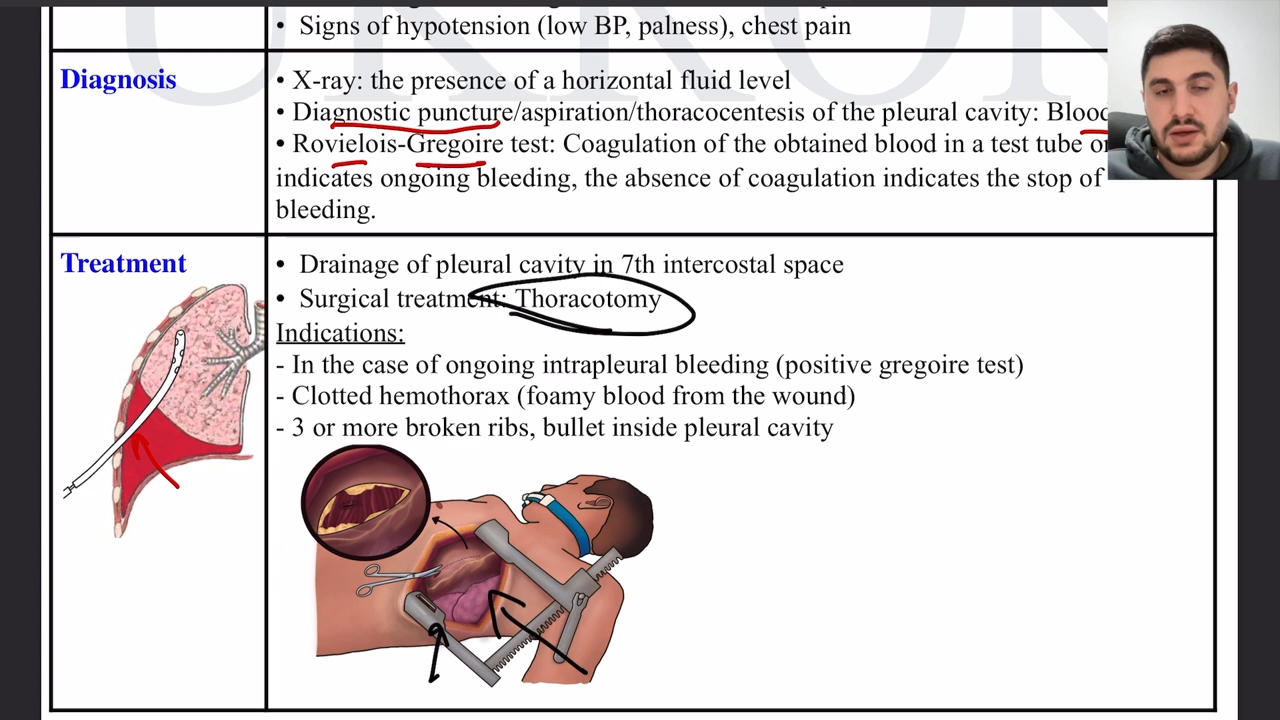 • Signs of hypotension (low BP, palness), chest pain
Diagnosis
• X-ray: the presence of a horizontal fluid level
• Diagnostic puncture/aspiration/thoracocentesis of the pleural cavity: Blood
• Rovielois-Gregoire test: Coagulation of the obtained blood in a test tube
indicates ongoing bleeding, the absence of coagulation indicates the stop of
bleeding.
Treatment
• Drainage of pleural cavity in 7th intercostal space
• Surgical treatment: Thoracotomy
Indications:
- In the case of ongoing intrapleural bleeding (positive gregoire test)
- Clotted hemothorax (foamy blood from the wound)
- 3 or more broken ribs, bullet inside pleural cavity